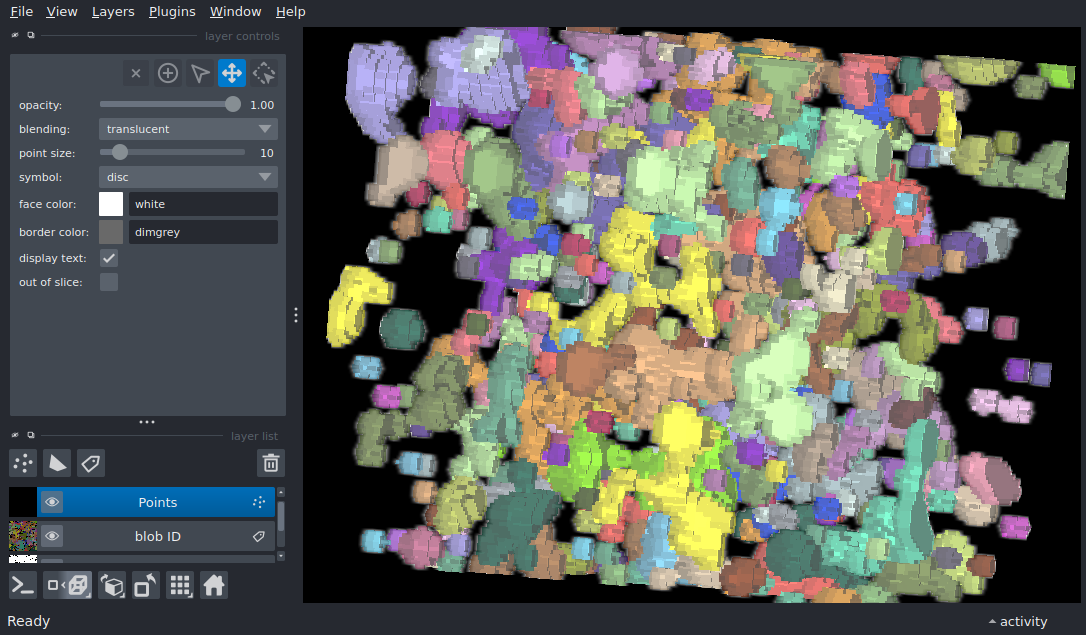 File View Layers Plugins Window Help
layer controls
opacity: 1.00
blending: translucent
point size: 10
symbol: disc
face color: white
border color: dimgrey
display text:
out of slice:
layer list
Points
blob ID
Ready
activity